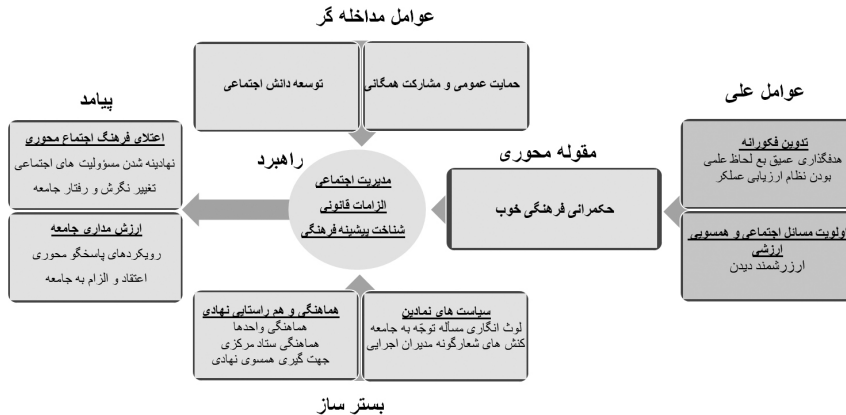 عوامل مداخله گر
حمایت عمومی و مشارکت همگانی
توسعه دانش اجتماعی
عوامل علی
تدوین فکورانه
هدفگذاری عمیق بع لحاظ علمی
بودن نظام ارزیابی عملکر
اولویت مسائل اجتماعی و همسویی
ارزشی
ارزرشمند دیدن
مقوله محوری
حکمرانی فرهنگی خوب
راهبرد
مدیریت اجتماعی
الزامات قانونی
شناخت پیشینه فرهنگی
پیامد
اعتلای فرهنگ اجتماع محوری
نهادینه شدن مسؤولیت های اجتماعی
تغییر نگرش و رفتار جامعه
ارزش مداری جامعه
رویکردهای پاسخگو محوری
اعتقاد و الزام به جامعه
سیاست های نمادین
لوث انگاری مسأله توجّه به جامعه
کنش های شعارگونه مدیران اجرایی
هماهنگی و هم راستایی نهادی
هماهنگی واحدها
هماهنگی ستاد مرکزی
جهت گیری همسوی نهادی
بستر ساز